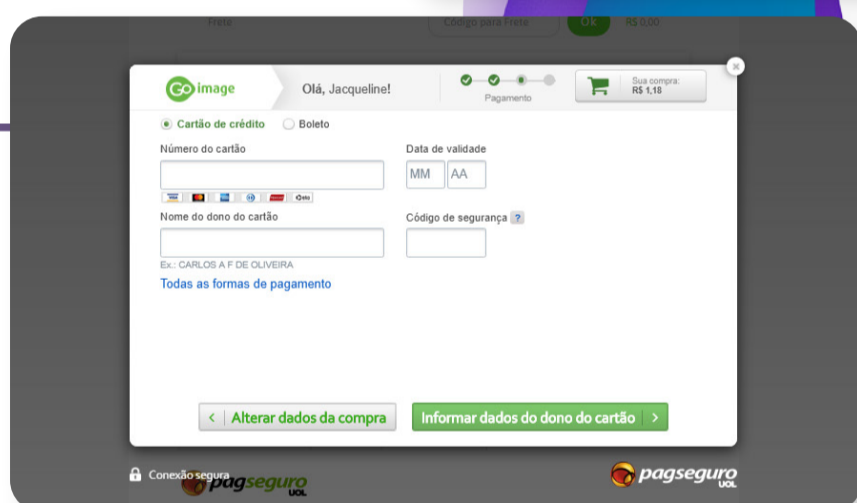 Frete
Código para Frete
Ok
R$ 0,00
Go image
Olá, Jacqueline!
Pagamento
Sua compra:
R$ 1,18
Cartão de crédito
Boleto
Número do cartão
Data de validade
MM
AA
Nome do dono do cartão
Código de segurança ?
Ex.: CARLOS A F DE OLIVEIRA
Todas as formas de pagamento
< Alterar dados da compra
Informar dados do dono do cartão >
Conexão segura
pagseguro
UOL
pagseguro
UOL